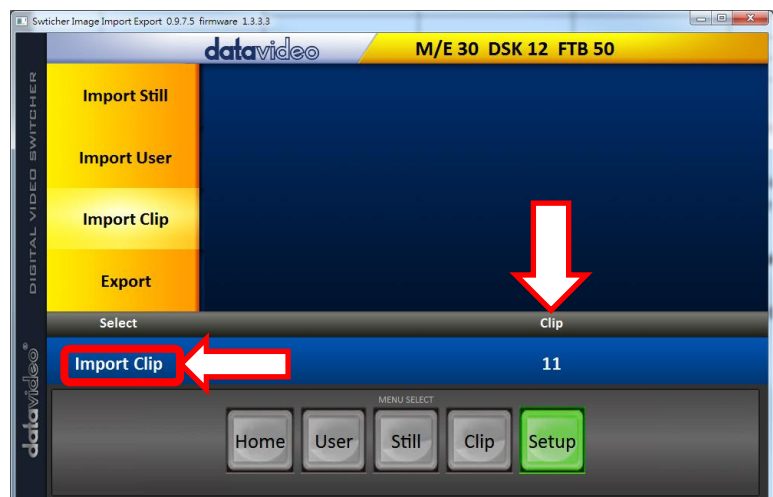 Swticher Image Import Export 0.9.7.5 firmware 1.3.3.3
datavideo
M/E 30 DSK 12 FTB 50
DIGITAL VIDEO SWITCHER
Import Still
Import User
Import Clip
Export
Select Clip
Import Clip 11
datavideo®
MENU SELECT
Home User Still Clip Setup